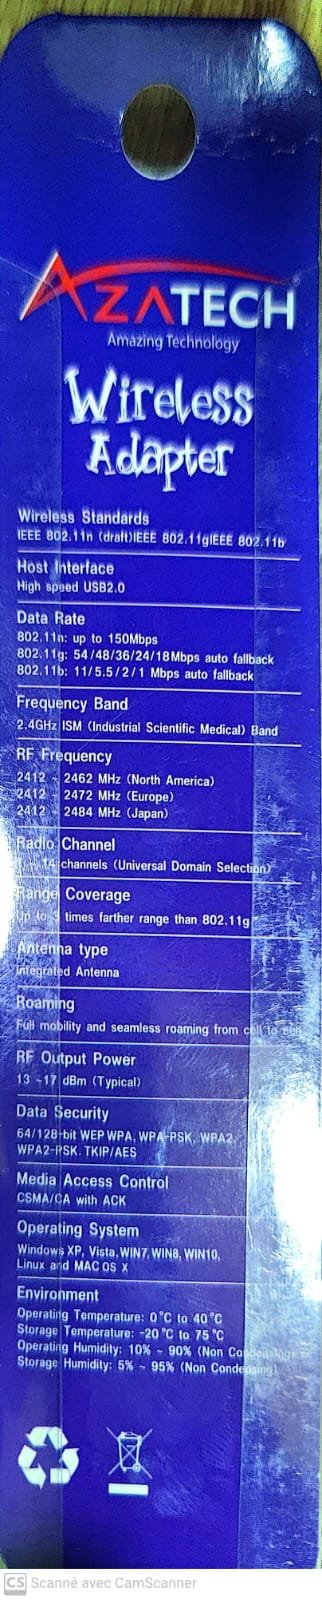 AZATECH
Amazing Technology
Wireless
Adapter
Wireless Standards
IEEE 802.11n (draft)IEEE 802.11gIEEE 802.11b
Host Interface
High speed USB2.0
Data Rate
802.11n: up to 150Mbps
802.11g: 54/48/36/24/18Mbps auto fallback
802.11b: 11/5.5/2/1 Mbps auto fallback
Frequency Band
2.4GHz ISM (Industrial Scientific Medical) Band
RF Frequency
2412 ~ 2462 MHz (North America)
2412 ~ 2472 MHz (Europe)
2412 ~ 2484 MHz (Japan)
Radio Channel
14 channels (Universal Domain Selection)
Range Coverage
Up to times farther range than 802.11g
Antenna type
Integrated Antenna
Roaming
Full mobility and seamless roaming from cell to cell
RF Output Power
13 ~17 dBm (Typical)
Data Security
64/128-bit WEP WPA, WPA-PSK, WPA2,
WPA2-PSK. TKIP/AES
Media Access Control
CSMA/CA with ACK
Operating System
Windows XP, Vista, WIN7, WIN8, WIN10,
Linux and MAC OS X
Environment
Operating Temperature: 0°C to 40°C
Storage Temperature: -20°C to 75°C
Operating Humidity: 10% ~ 90% (Non Condensing)
Storage Humidity: 5% ~ 95% (Non Condensing)
CS Scanné avec CamScanner